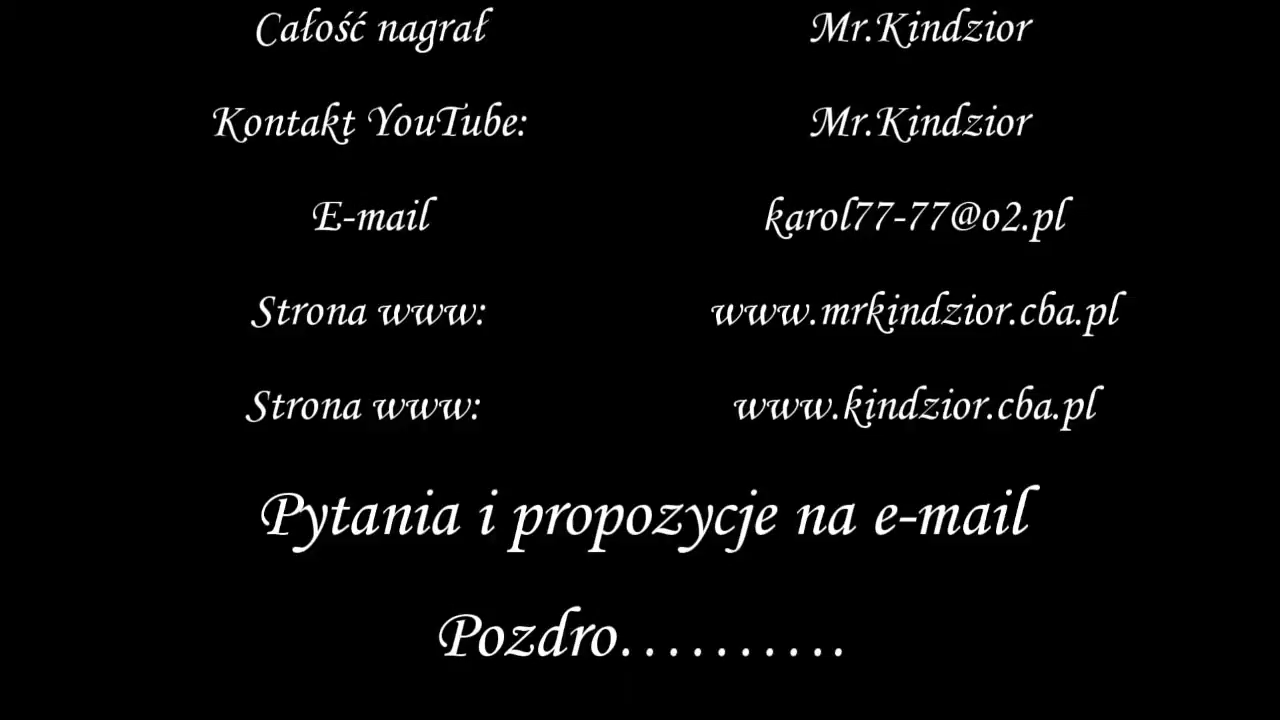 Całość nagrał Mr.Kindzior
Kontakt YouTube: Mr.Kindzior
E-mail karol77-77@o2.pl
Strona www: www.mrkindzior.cba.pl
Strona www: www.kindzior.cba.pl
Pytania i propozycje na e-mail
Pozdro..........